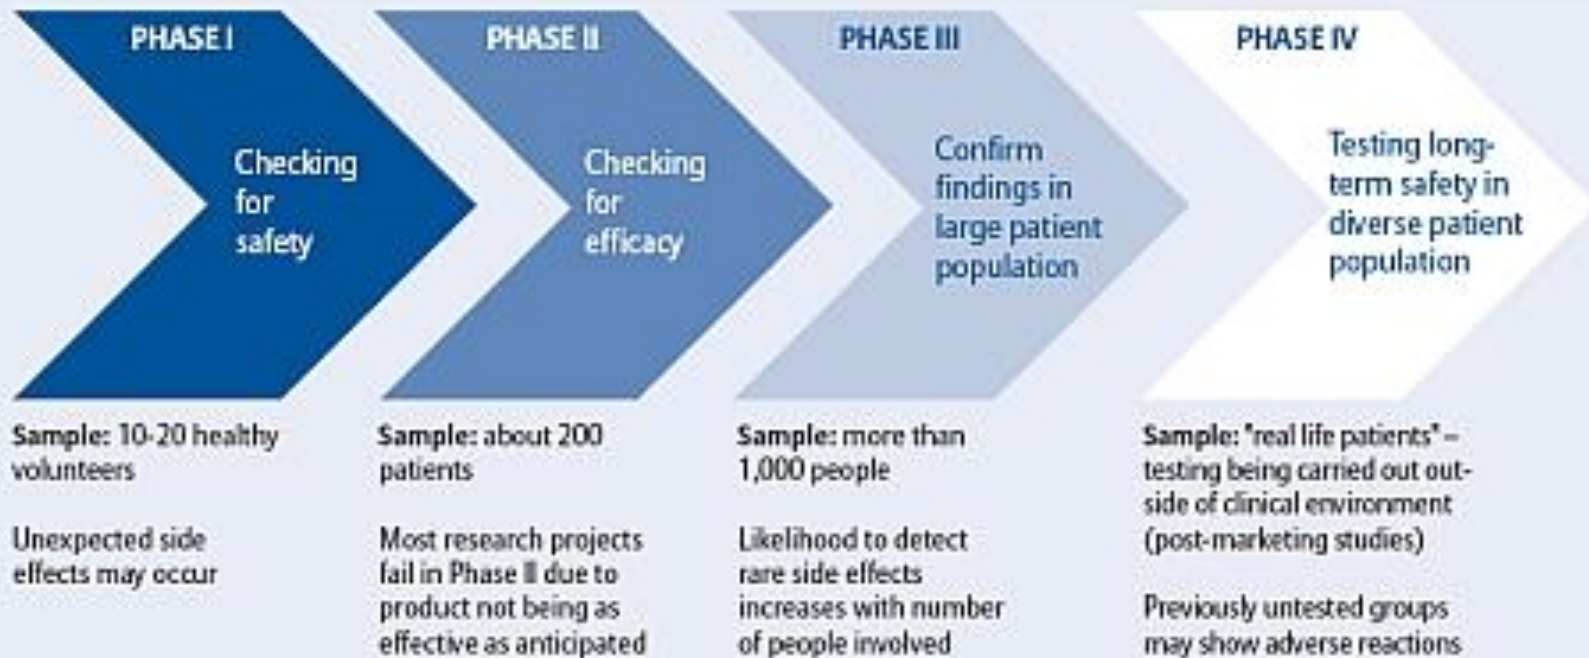 PHASE I
Checking
for
safety
Sample: 10-20 healthy
volunteers
Unexpected side
effects may occur
PHASE II
Checking
for
efficacy
Sample: about 200
patients
Most research projects
fail in Phase II due to
product not being as
effective as anticipated
PHASE III
Confirm
findings in
large patient
population
Sample: more than
1,000 people
Likelihood to detect
rare side effects
increases with number
of people involved
PHASE IV
Testing long-
term safety in
diverse patient
population
Sample: "real life patients" –
testing being carried out out-
side of clinical environment
(post-marketing studies)
Previously untested groups
may show adverse reactions